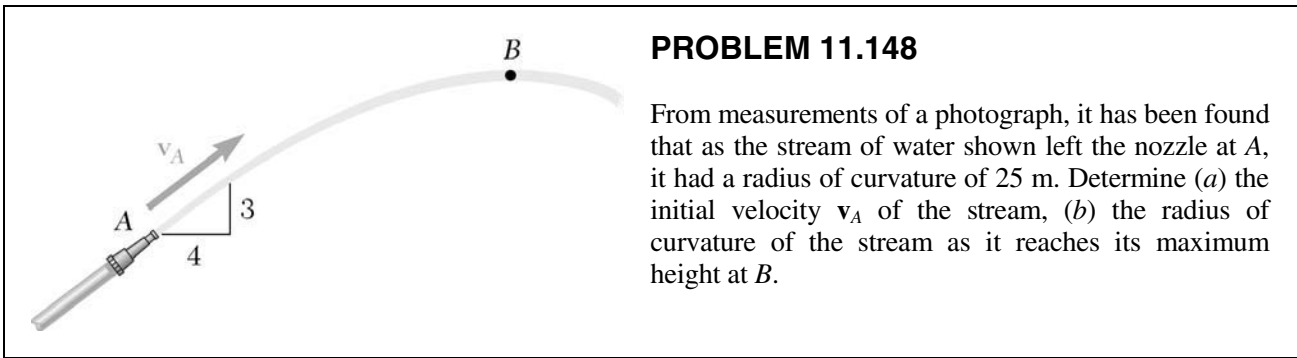 B
PROBLEM 11.148
From measurements of a photograph, it has been found
that as the stream of water shown left the nozzle at A,
it had a radius of curvature of 25 m. Determine (a) the
initial velocity vA of the stream, (b) the radius of
curvature of the stream as it reaches its maximum
height at B.
vA
A
3
4